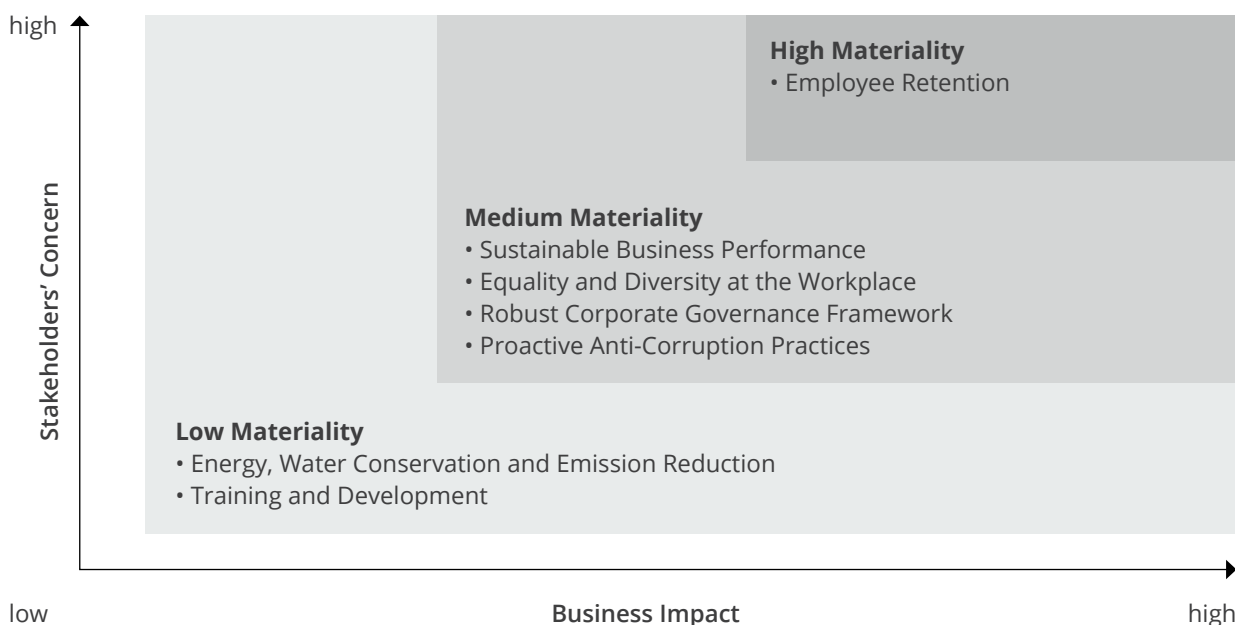 high
High Materiality
• Employee Retention
Stakeholders’ Concern
Medium Materiality
• Sustainable Business Performance
• Equality and Diversity at the Workplace
• Robust Corporate Governance Framework
• Proactive Anti-Corruption Practices
Low Materiality
• Energy, Water Conservation and Emission Reduction
• Training and Development
low
Business Impact
high